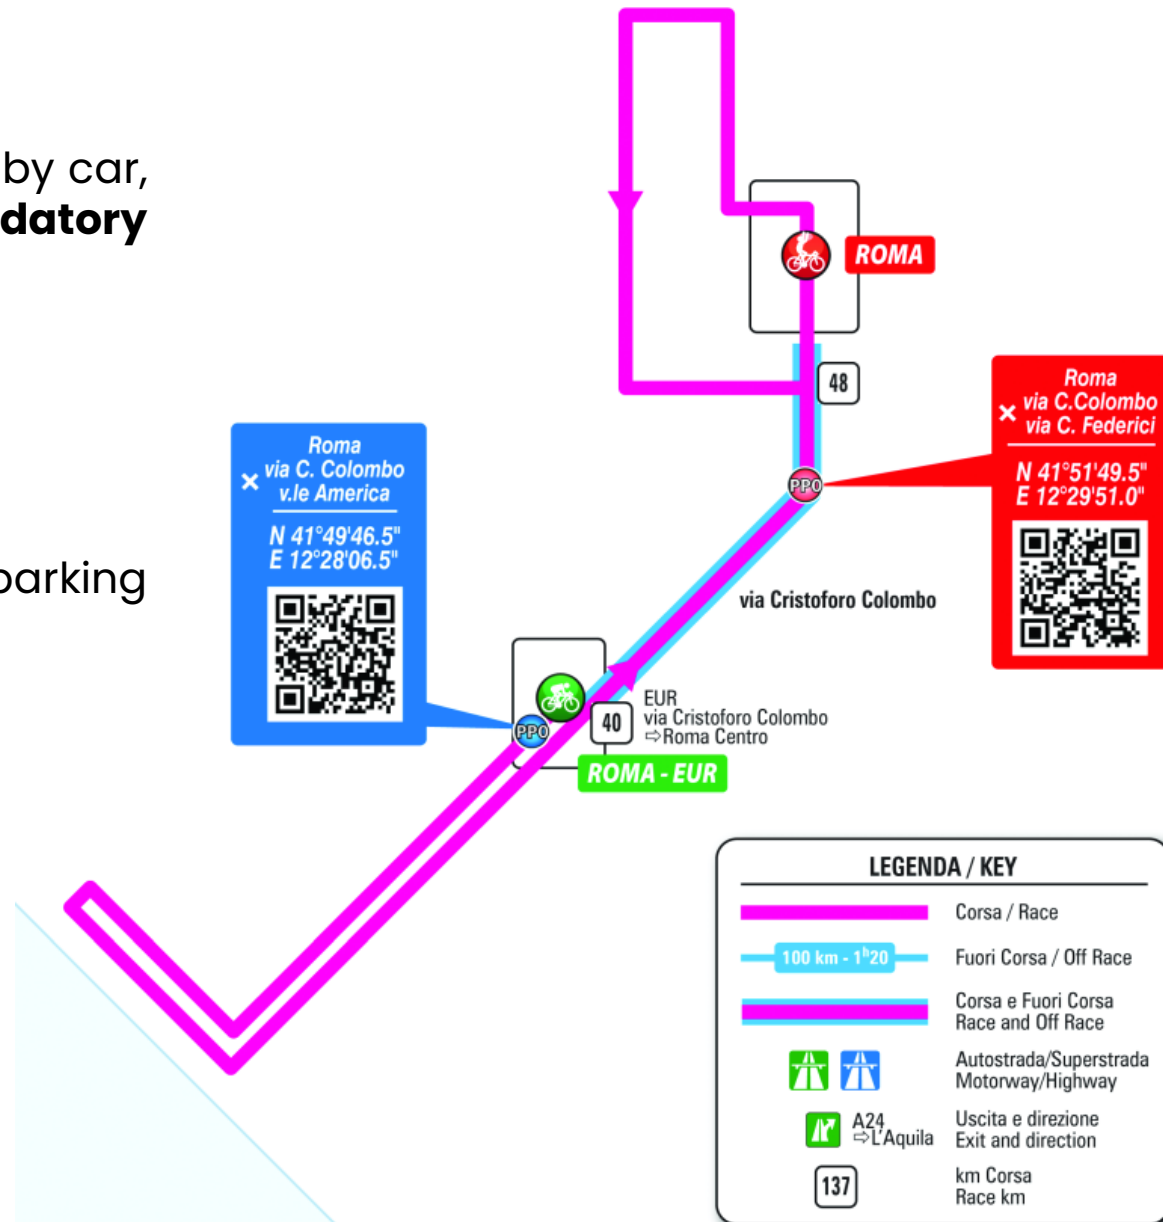 by car,
datory
parking
ROMA
48
Roma
via C.Colombo
× via C. Federici
N 41°51'49.5"
E 12°29'51.0"
PPO
Roma
× via C. Colombo
v.le America
N 41°49'46.5"
E 12°28'06.5"
via Cristoforo Colombo
PPO
40
EUR
via Cristoforo Colombo
⇨Roma Centro
ROMA - EUR
LEGENDA / KEY
Corsa / Race
100 km - 1ʰ20
Fuori Corsa / Off Race
Corsa e Fuori Corsa
Race and Off Race
Autostrada/Superstrada
Motorway/Highway
A24
⇨L'Aquila
Uscita e direzione
Exit and direction
137
km Corsa
Race km